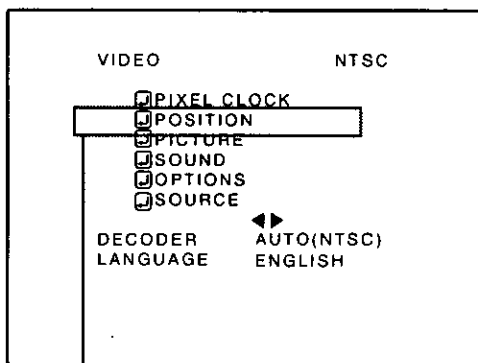 VIDEO NTSC
PIXEL CLOCK
POSITION
PICTURE
SOUND
OPTIONS
SOURCE
DECODER AUTO(NTSC)
LANGUAGE ENGLISH